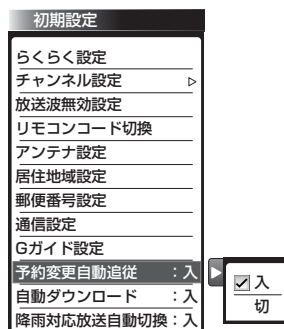 初期設定
らくらく設定
チャンネル設定
放送波無効設定
リモコンコード切換
アンテナ設定
居住地域設定
郵便番号設定
通信設定
Gガイド設定
予約変更自動追従　：入
自動ダウンロード　：入
降雨対応放送自動切換：入
入
切